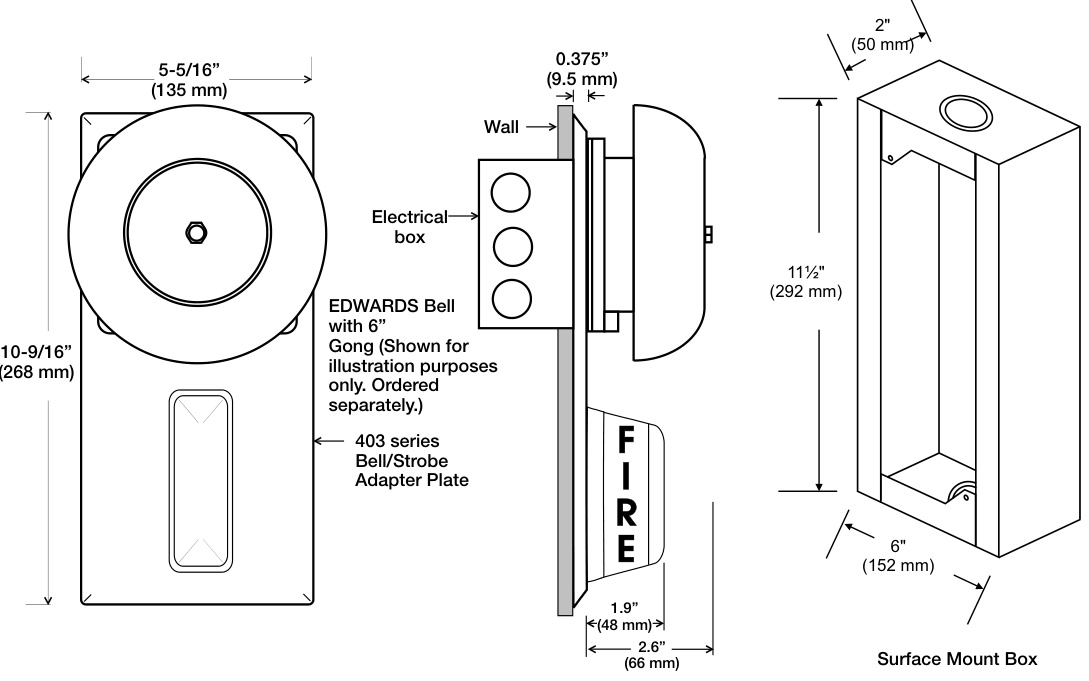 5-5/16”
(135 mm)
10-9/16”
(268 mm)
EDWARDS Bell
with 6”
Gong (Shown for
illustration purposes
only. Ordered
separately.)
403 series
Bell/Strobe
Adapter Plate
0.375”
(9.5 mm)
Wall
Electrical
box
F
I
R
E
1.9”
(48 mm)
2.6”
(66 mm)
2"
(50 mm)
11½"
(292 mm)
6"
(152 mm)
Surface Mount Box